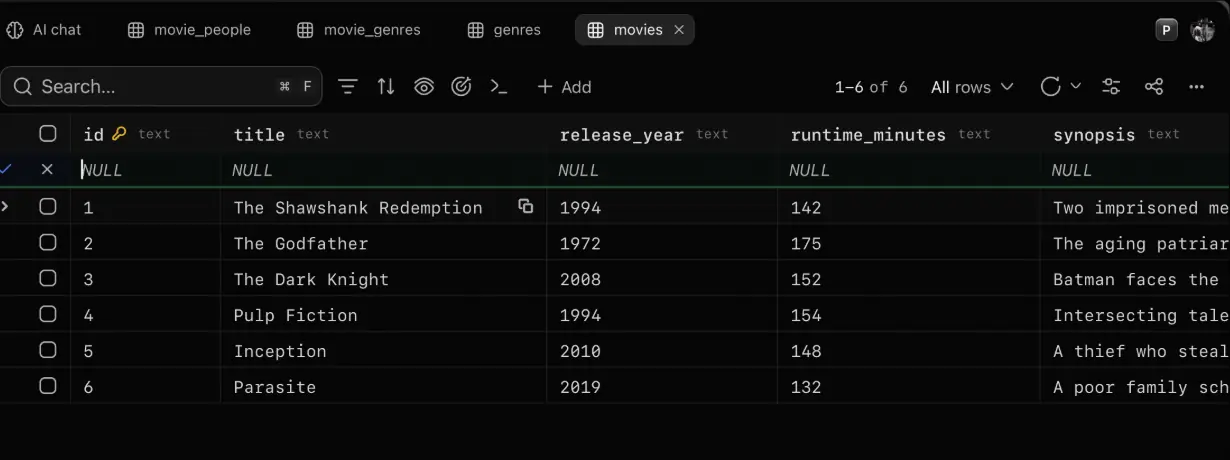 AI chat movie_people movie_genres genres movies P
Search... ⌘ F Add 1–6 of 6 All rows
id text title text release_year text runtime_minutes text synopsis text
NULL NULL NULL NULL NULL
1 The Shawshank Redemption 1994 142 Two imprisoned me
2 The Godfather 1972 175 The aging patriar
3 The Dark Knight 2008 152 Batman faces the
4 Pulp Fiction 1994 154 Intersecting tale
5 Inception 2010 148 A thief who steal
6 Parasite 2019 132 A poor family sch